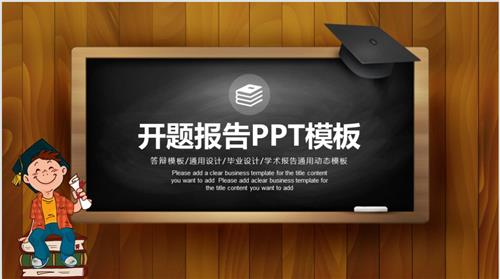 开题报告PPT模板
答辩模板/通用设计/毕业设计/学术报告通用动态模板
Please add a clear business template for the title content
you want to add  Please add aclear business template for
the title content you want to add